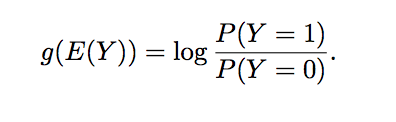 g(E(Y)) = log P(Y = 1) / P(Y = 0).